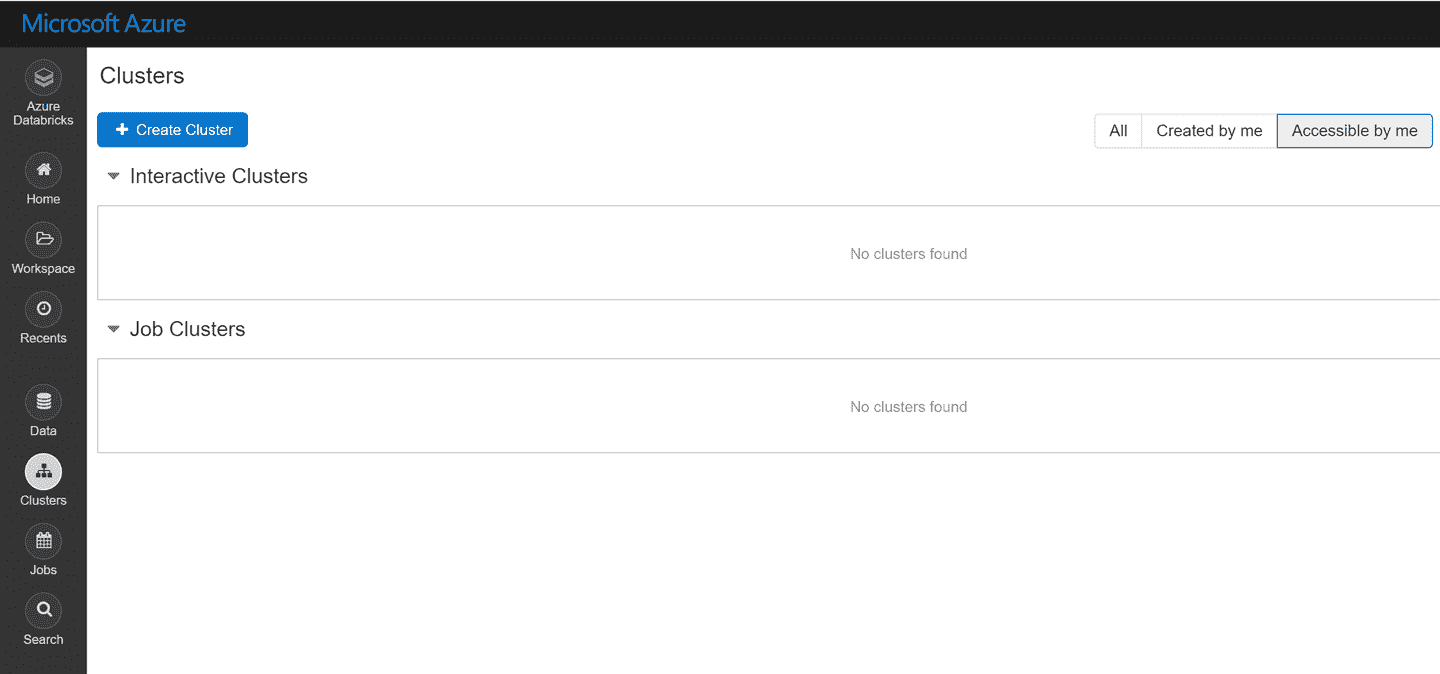 Microsoft Azure
Azure
Databricks
Home
Workspace
Recents
Data
Clusters
Jobs
Search
Clusters
+ Create Cluster
All
Created by me
Accessible by me
Interactive Clusters
No clusters found
Job Clusters
No clusters found